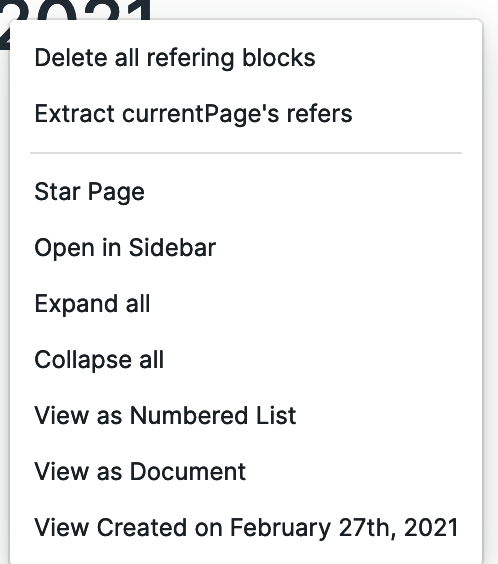 2021
Delete all refering blocks
Extract currentPage's refers
Star Page
Open in Sidebar
Expand all
Collapse all
View as Numbered List
View as Document
View Created on February 27th, 2021